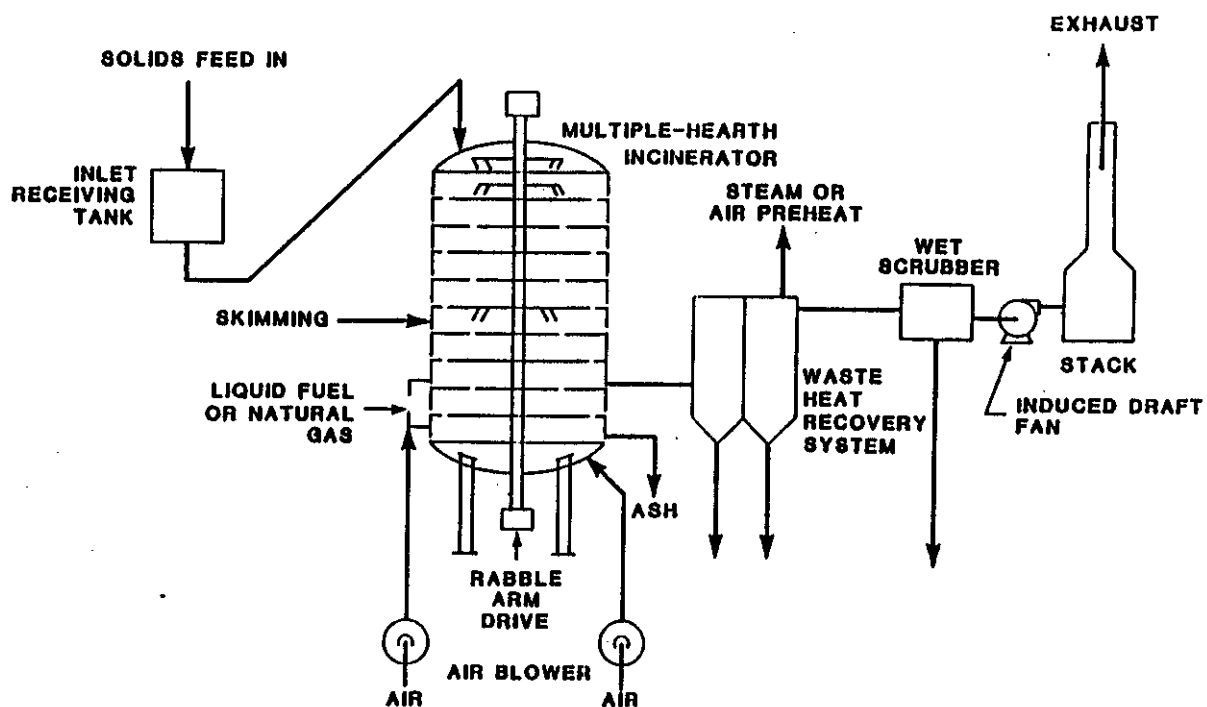 EXHAUST
SOLIDS FEED IN
MULTIPLE-HEARTH
INCINERATOR
INLET
RECEIVING
TANK
STEAM OR
AIR PREHEAT
WET
SCRUBBER
SKIMMING
STACK
LIQUID FUEL
OR NATURAL
GAS
WASTE
HEAT
RECOVERY
SYSTEM
INDUCED DRAFT
FAN
ASH
RABBLE
ARM
DRIVE
AIR BLOWER
AIR
AIR